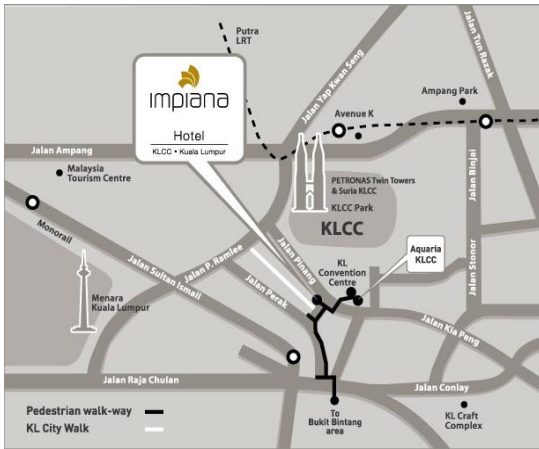 Putra
LRT
Jalan Yap Kwan Seng
Jalan Tun Razak
Ampang Park
Avenue K
ımpıana
Hotel
KLCC • Kuala Lumpur
Jalan Ampang
Malaysia
Tourism Centre
Jalan Binjai
PETRONAS Twin Towers
& Suria KLCC
KLCC Park
KLCC
Monorail
Jalan Sultan Ismail
Jalan P. Ramlee
Jalan Pinang
KL
Convention
Centre
Aquaria
KLCC
Jalan Stonor
Menara
Kuala Lumpur
Jalan Perak
Jalan Kia Peng
Jalan Raja Chulan
Jalan Conlay
Pedestrian walk-way
KL City Walk
To
Bukit Bintang
area
KL Craft
Complex